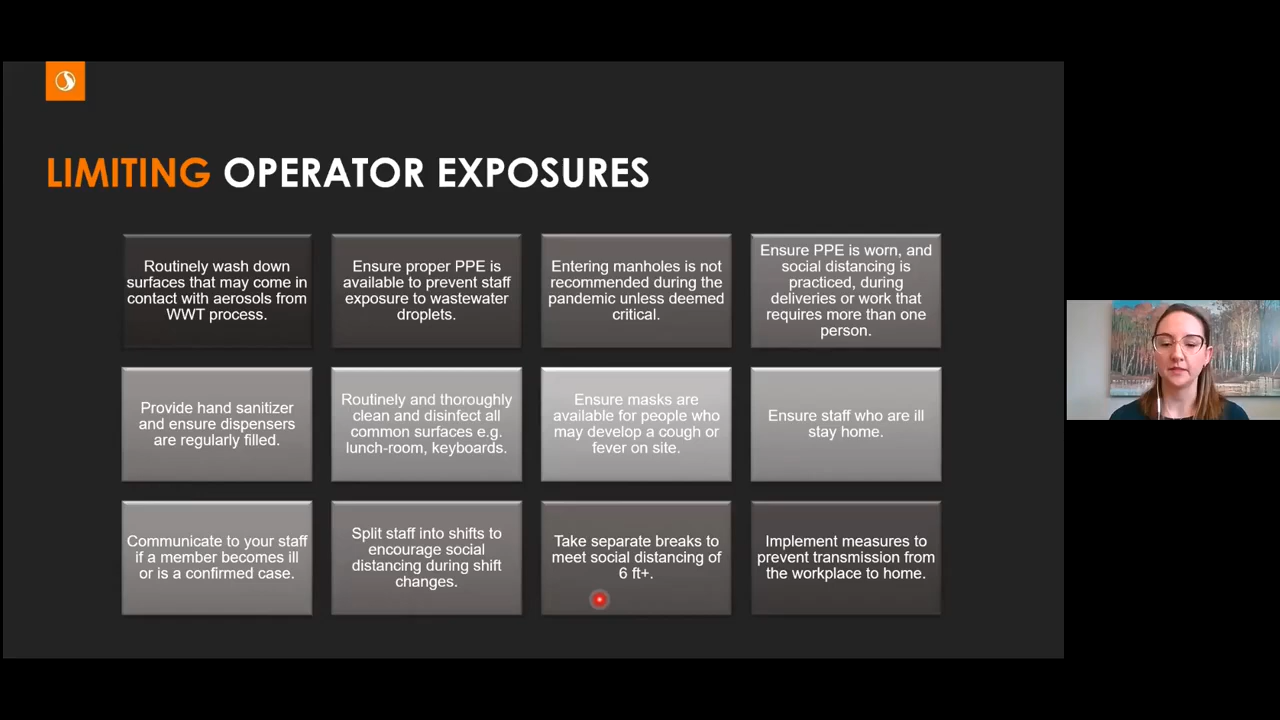 LIMITING OPERATOR EXPOSURES
Routinely wash down
surfaces that may come in
contact with aerosols from
WWT process.
Ensure proper PPE is
available to prevent staff
exposure to wastewater
droplets.
Entering manholes is not
recommended during the
pandemic unless deemed
critical.
Ensure PPE is worn, and
social distancing is
practiced, during
deliveries or work that
requires more than one
person.
Provide hand sanitizer
and ensure dispensers
are regularly filled.
Routinely and thoroughly
clean and disinfect all
common surfaces e.g.
lunch-room, keyboards.
Ensure masks are
available for people who
may develop a cough or
fever on site.
Ensure staff who are ill
stay home.
Communicate to your staff
if a member becomes ill
or is a confirmed case.
Split staff into shifts to
encourage social
distancing during shift
changes.
Take separate breaks to
meet social distancing of
6 ft+.
Implement measures to
prevent transmission from
the workplace to home.